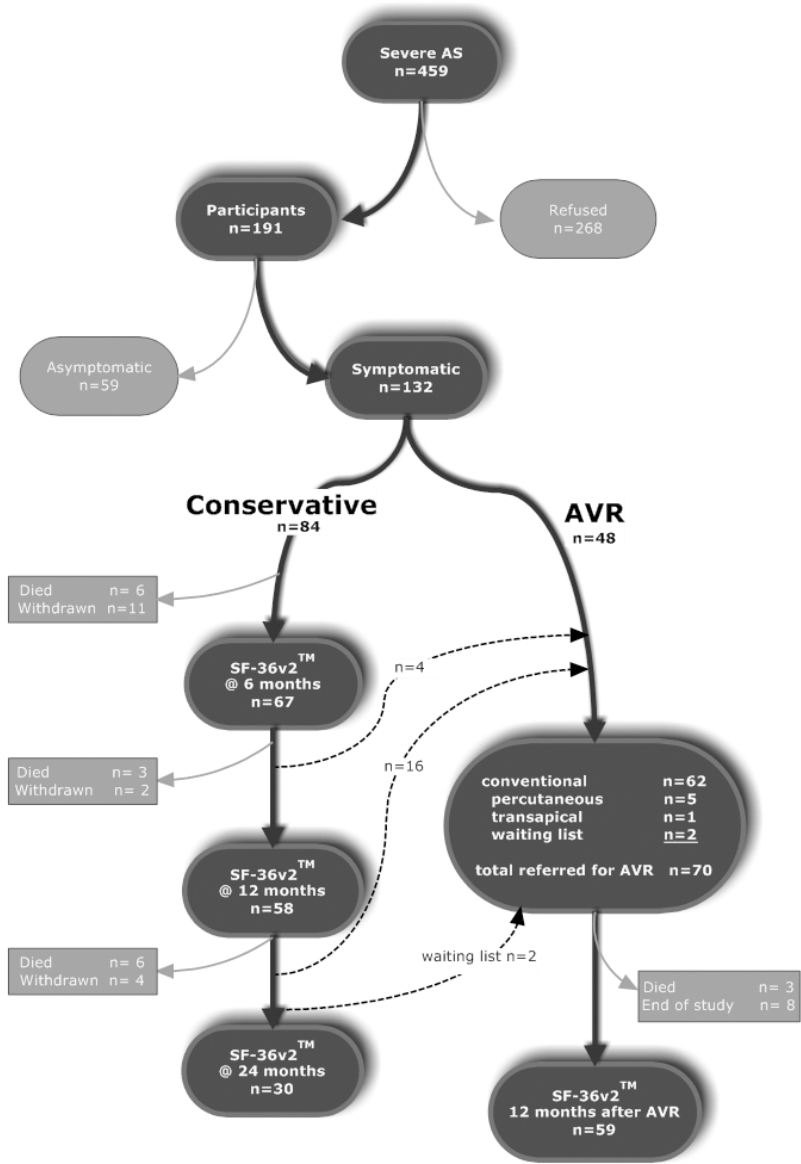 Severe AS
n=459
Participants
n=191
Refused
n=268
Asymptomatic
n=59
Symptomatic
n=132
Conservative
n=84
AVR
n=48
Died n= 6
Withdrawn n=11
SF-36v2™
@ 6 months
n=67
n=4
Died n= 3
Withdrawn n= 2
n=16
conventional n=62
percutaneous n=5
transapical n=1
waiting list n=2
total referred for AVR n=70
SF-36v2™
@ 12 months
n=58
Died n= 6
Withdrawn n= 4
waiting list n=2
Died n= 3
End of study n= 8
SF-36v2™
@ 24 months
n=30
SF-36v2™
12 months after AVR
n=59